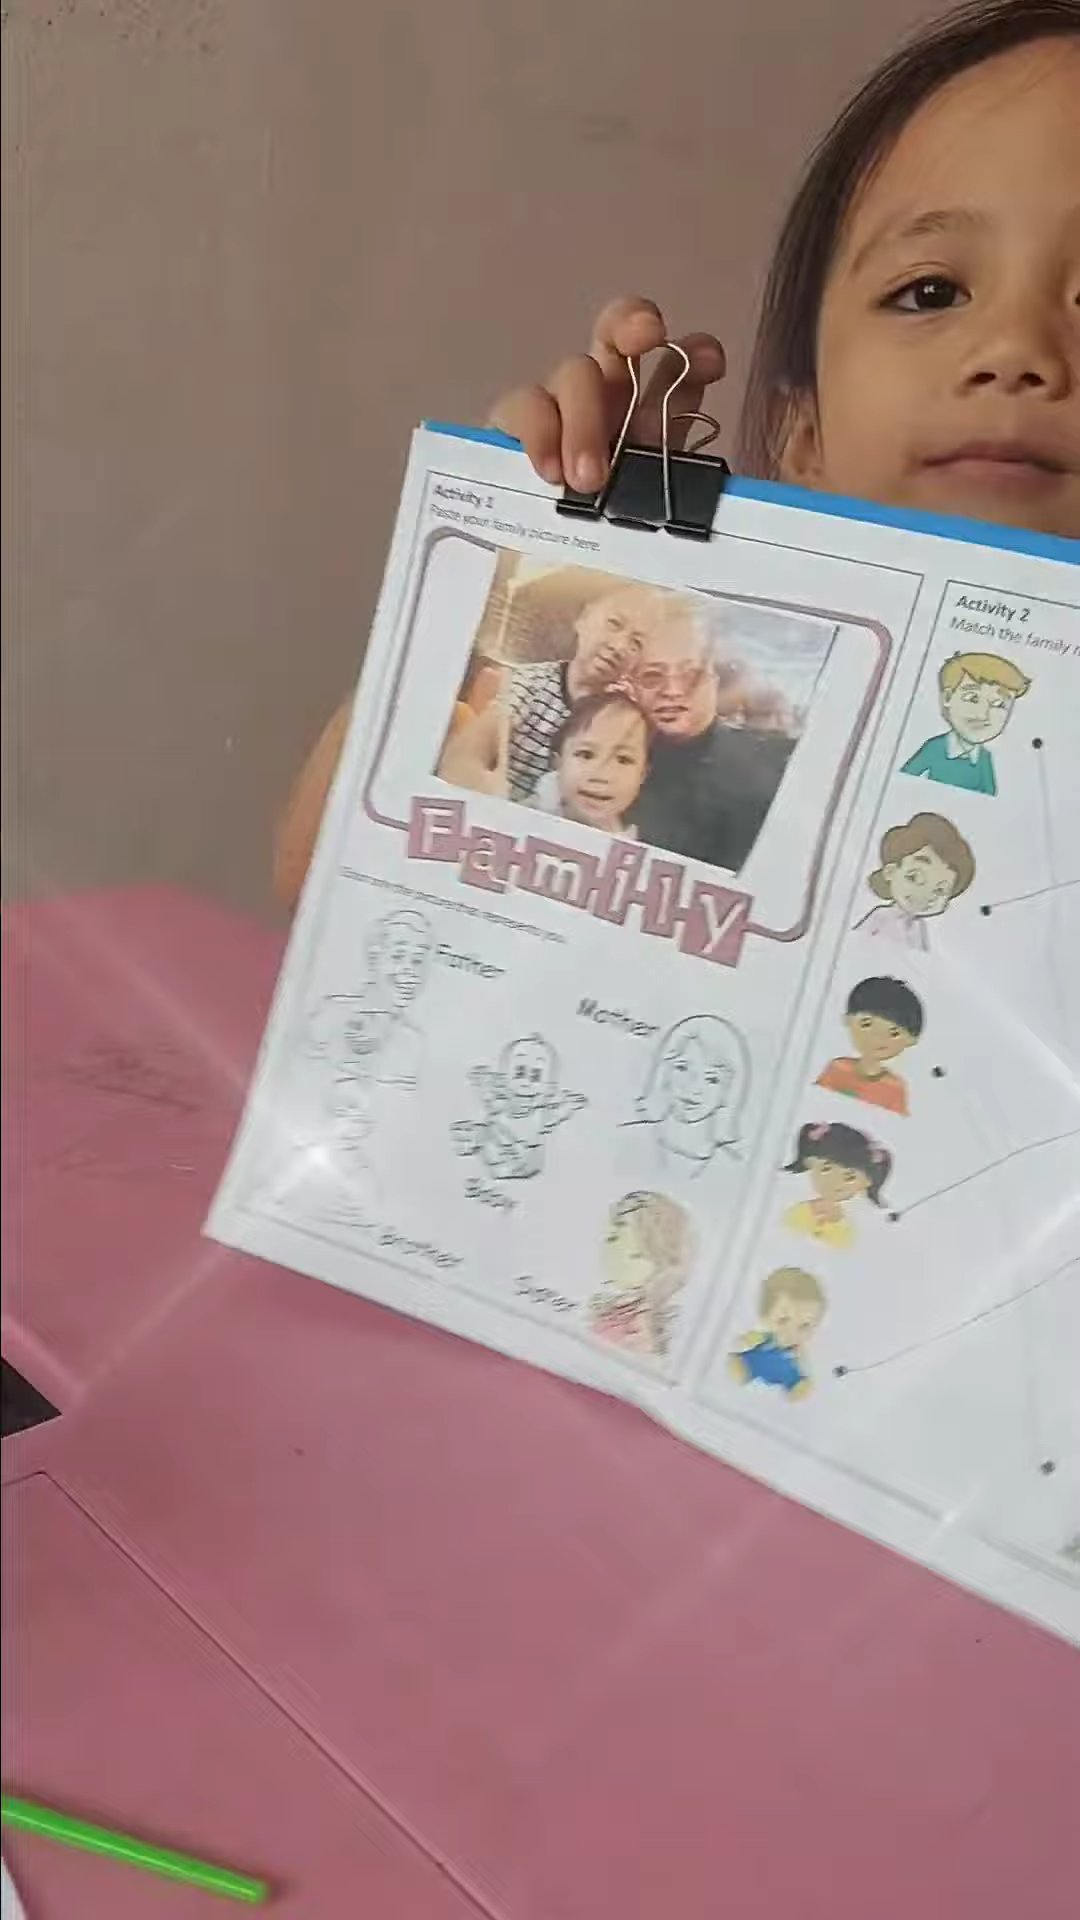 Activity 1
Paste your family picture here.
Family
Father
Mother
Baby
Brother
Sister
Activity 2
Match the family